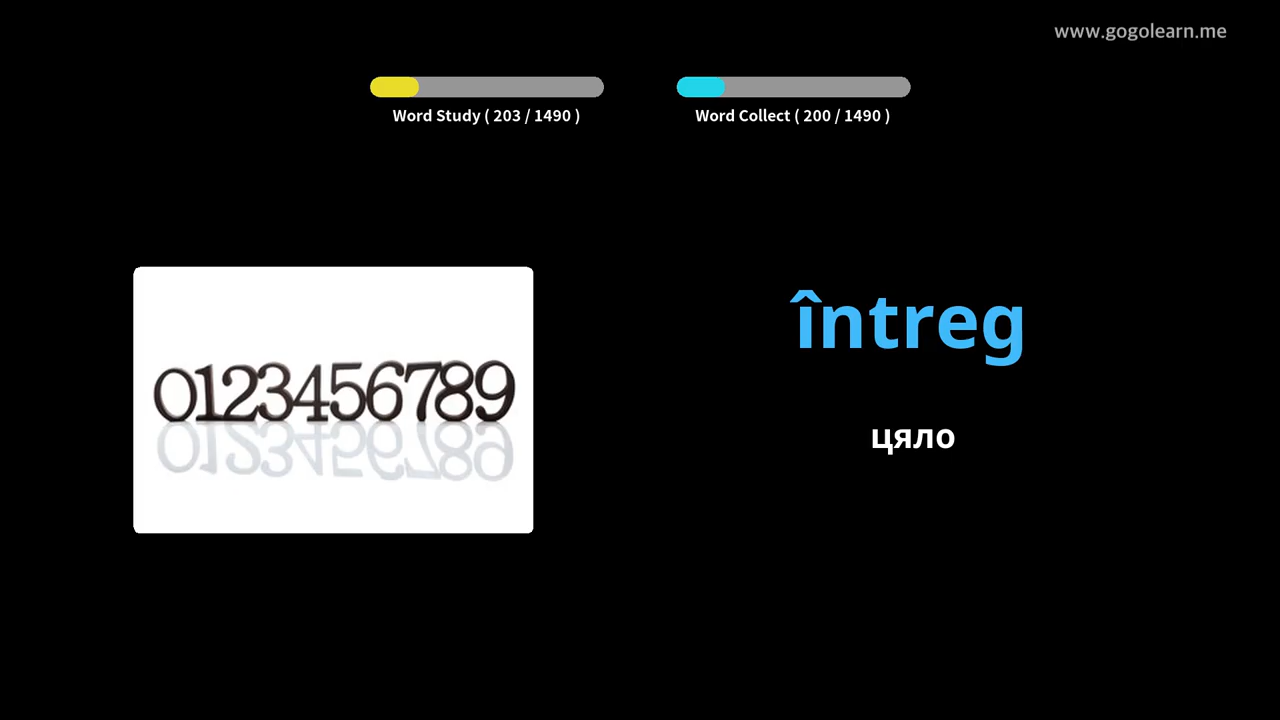 www.gogolearn.me
Word Study ( 203 / 1490 )
Word Collect ( 200 / 1490 )
0123456789
întreg
цяло